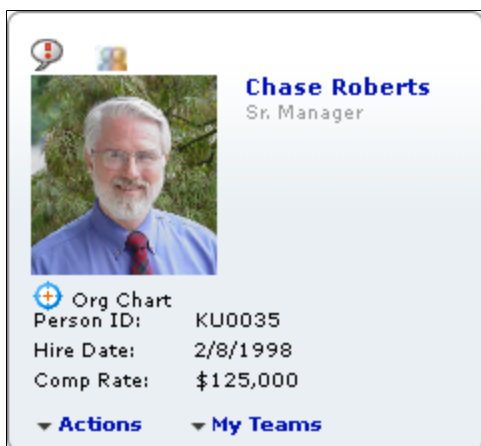 Chase Roberts
Sr. Manager
Org Chart
Person ID: KU0035
Hire Date: 2/8/1998
Comp Rate: $125,000
Actions My Teams